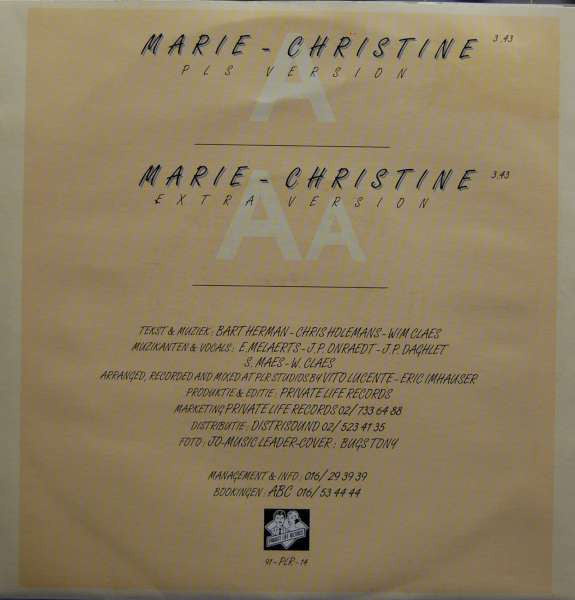 A
MARIE - CHRISTINE 3.43
PLS VERSION
AA
MARIE - CHRISTINE 3.43
EXTRA VERSION
TEKST & MUZIEK: BART HERMAN - CHRIS HOLEMANS - WIM CLAES
MUZIKANTEN & VOCALS: E. MELAERTS - J.P. ONRAEDT - J.P. DAGHLET
S. MAES - W. CLAES
ARRANGED, RECORDED AND MIXED AT PLR STUDIOS BY VITO LUCENTE - ERIC IMHAUSER
PRODUKTIE & EDITIE: PRIVATE LIFE RECORDS
MARKETING PRIVATE LIFE RECORDS 02/ 733 64 88
DISTRIBUTIE: DISTRISOUND 02/ 523 41 35
FOTO: JO-MUSIC LEADER-COVER: BUGS TONY
MANAGEMENT & INFO: 016/ 29 39 39
BOOKINGEN: ABC 016/ 53 44 44
PRIVATE LIFE RECORDS
91 - PLR - 14